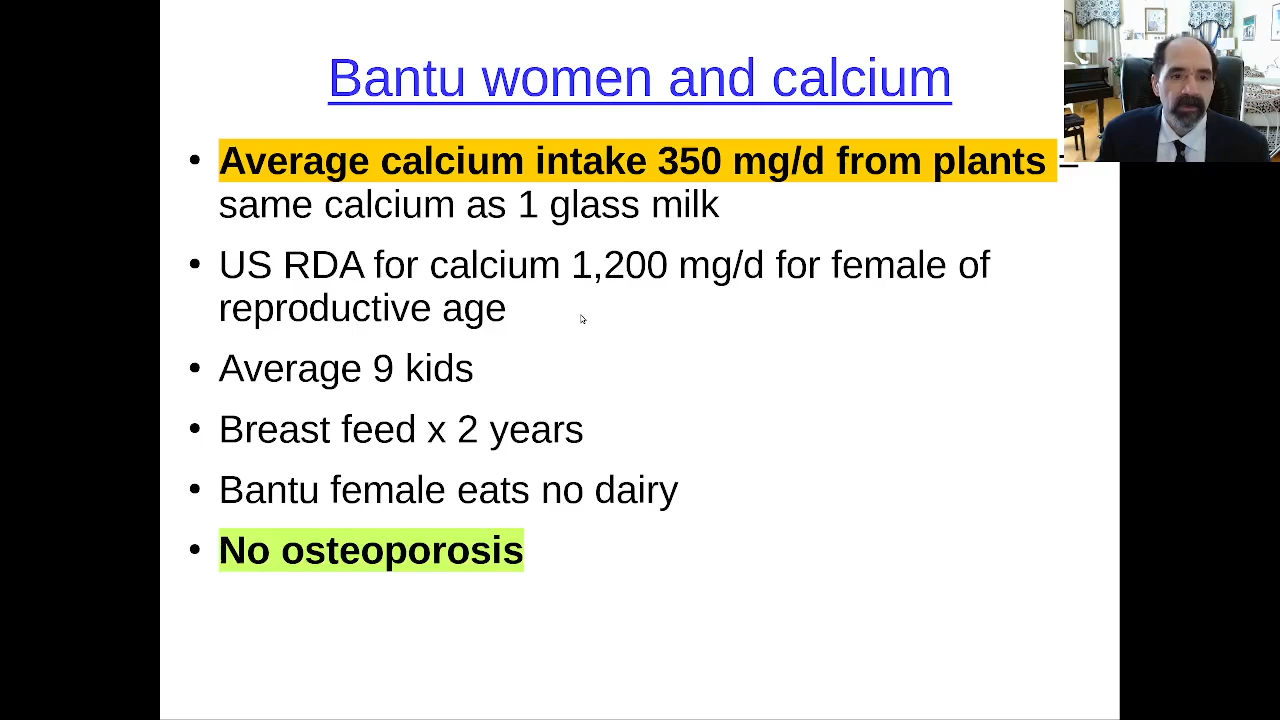 Bantu women and calcium
• Average calcium intake 350 mg/d from plants =
same calcium as 1 glass milk
• US RDA for calcium 1,200 mg/d for female of
reproductive age
• Average 9 kids
• Breast feed x 2 years
• Bantu female eats no dairy
• No osteoporosis